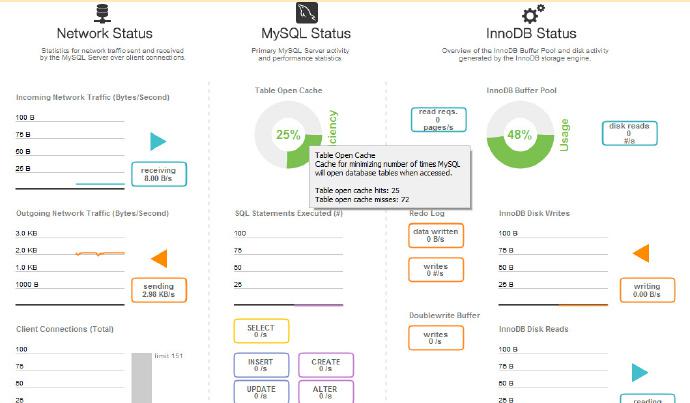 Network Status
Statistics for network traffic sent and received
by the MySQL Server over client connections.
Incoming Network Traffic (Bytes/Second)
100 B
75 B
50 B
25 B
receiving
8.00 B/s
Outgoing Network Traffic (Bytes/Second)
3.0 KB
2.0 KB
1.0 KB
1000 B
sending
2.98 KB/s
Client Connections (Total)
100
75
50
25
limit 151
MySQL Status
Primary MySQL Server activity
and performance statistics.
Table Open Cache
25%
ciency
Table Open Cache
Cache for minimizing number of times MySQL
will open database tables when accessed.
Table open cache hits: 25
Table open cache misses: 72
SQL Statements Executed (#)
100
75
50
25
SELECT
0 /s
INSERT
0 /s
CREATE
0 /s
UPDATE
0 /s
ALTER
0 /s
InnoDB Status
Overview of the InnoDB Buffer Pool and disk activity
generated by the InnoDB storage engine.
read reqs.
0
pages/s
InnoDB Buffer Pool
48%
Usage
disk reads
0
#/s
Redo Log
data written
0 B/s
writes
0 #/s
Doublewrite Buffer
writes
0 /s
InnoDB Disk Writes
100 B
75 B
50 B
25 B
writing
0.00 B/s
InnoDB Disk Reads
100 B
75 B
50 B
25 B
reading